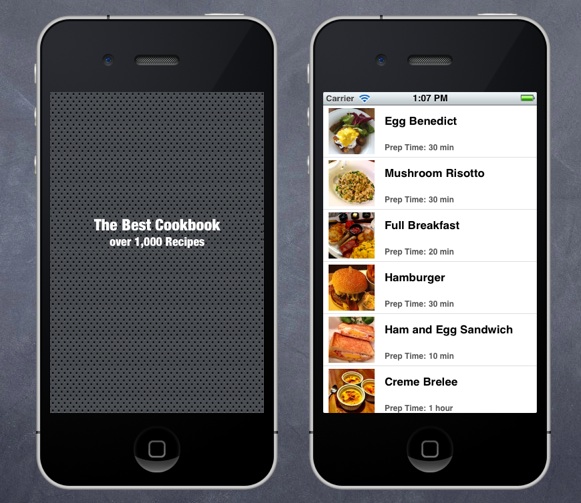 The Best Cookbook
over 1,000 Recipes
Carrier 1:07 PM
Egg Benedict
Prep Time: 30 min
Mushroom Risotto
Prep Time: 30 min
Full Breakfast
Prep Time: 20 min
Hamburger
Prep Time: 30 min
Ham and Egg Sandwich
Prep Time: 10 min
Creme Brelee
Prep Time: 1 hour